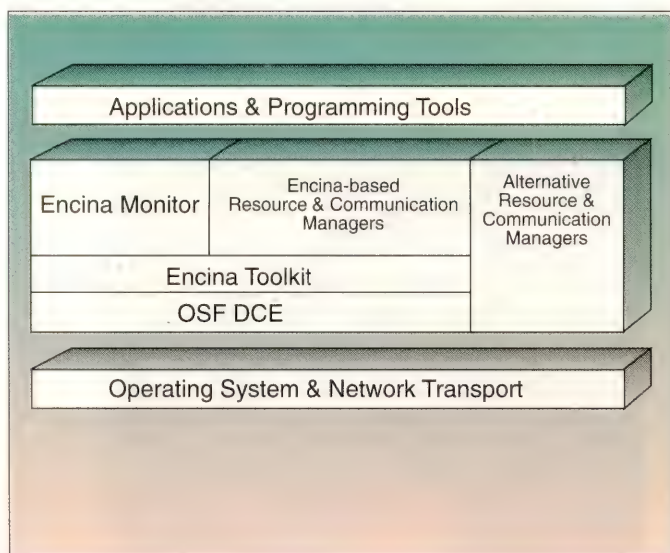 Applications & Programming Tools
Encina Monitor
Encina-based
Resource & Communication
Managers
Alternative
Resource &
Communication
Managers
Encina Toolkit
OSF DCE
Operating System & Network Transport